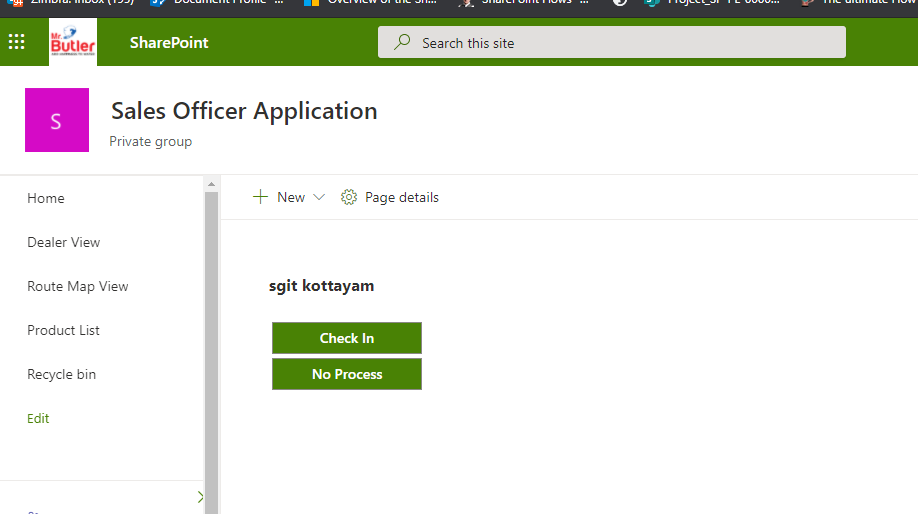 Zimbra: Inbox (195)
Document Profile - ...
Overview of the Sh...
SharePoint Flows - ...
Project_SP-PL-0000...
The ultimate Flow
Mr.
Butler
SharePoint
Search this site
S
Sales Officer Application
Private group
Home
New
Page details
Dealer View
Route Map View
sgit kottayam
Product List
Check In
Recycle bin
No Process
Edit